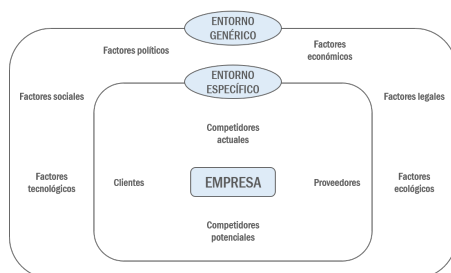 ENTORNO
GENÉRICO
Factores políticos
Factores
económicos
ENTORNO
ESPECÍFICO
Factores sociales
Factores legales
Competidores
actuales
Factores
tecnológicos
Clientes
EMPRESA
Proveedores
Factores
ecológicos
Competidores
potenciales